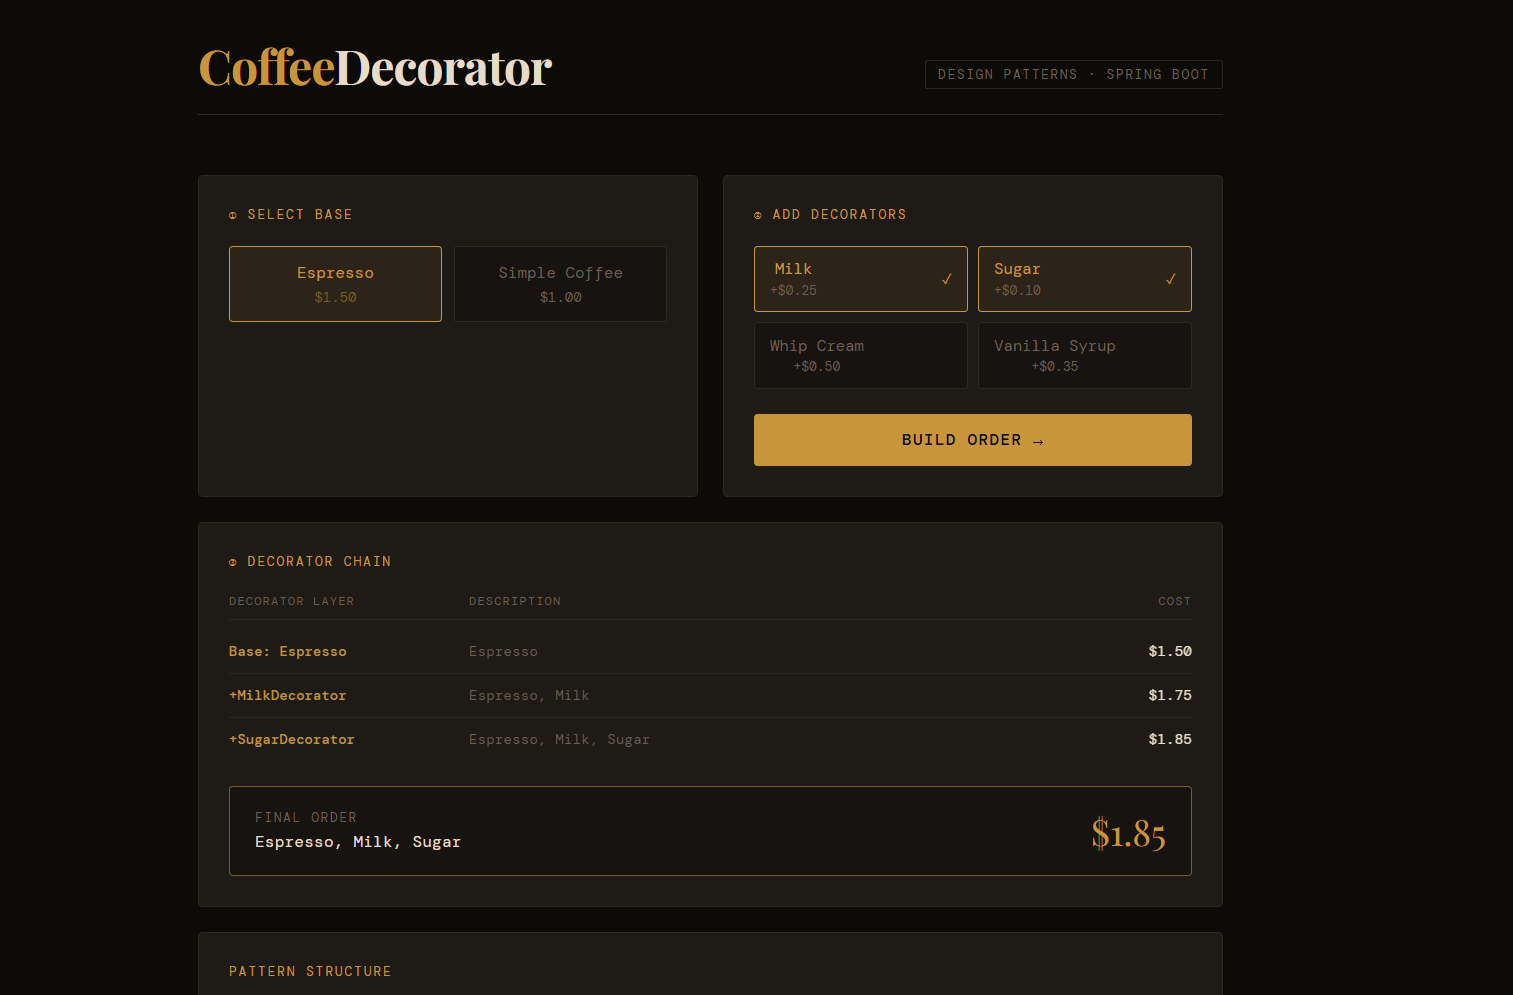 CoffeeDecorator
DESIGN PATTERNS · SPRING BOOT
① SELECT BASE
Espresso
$1.50
Simple Coffee
$1.00
② ADD DECORATORS
Milk
+$0.25
✓
Sugar
+$0.10
✓
Whip Cream
+$0.50
Vanilla Syrup
+$0.35
BUILD ORDER →
③ DECORATOR CHAIN
DECORATOR LAYER DESCRIPTION COST
Base: Espresso Espresso $1.50
+MilkDecorator Espresso, Milk $1.75
+SugarDecorator Espresso, Milk, Sugar $1.85
FINAL ORDER
Espresso, Milk, Sugar
$1.85
PATTERN STRUCTURE